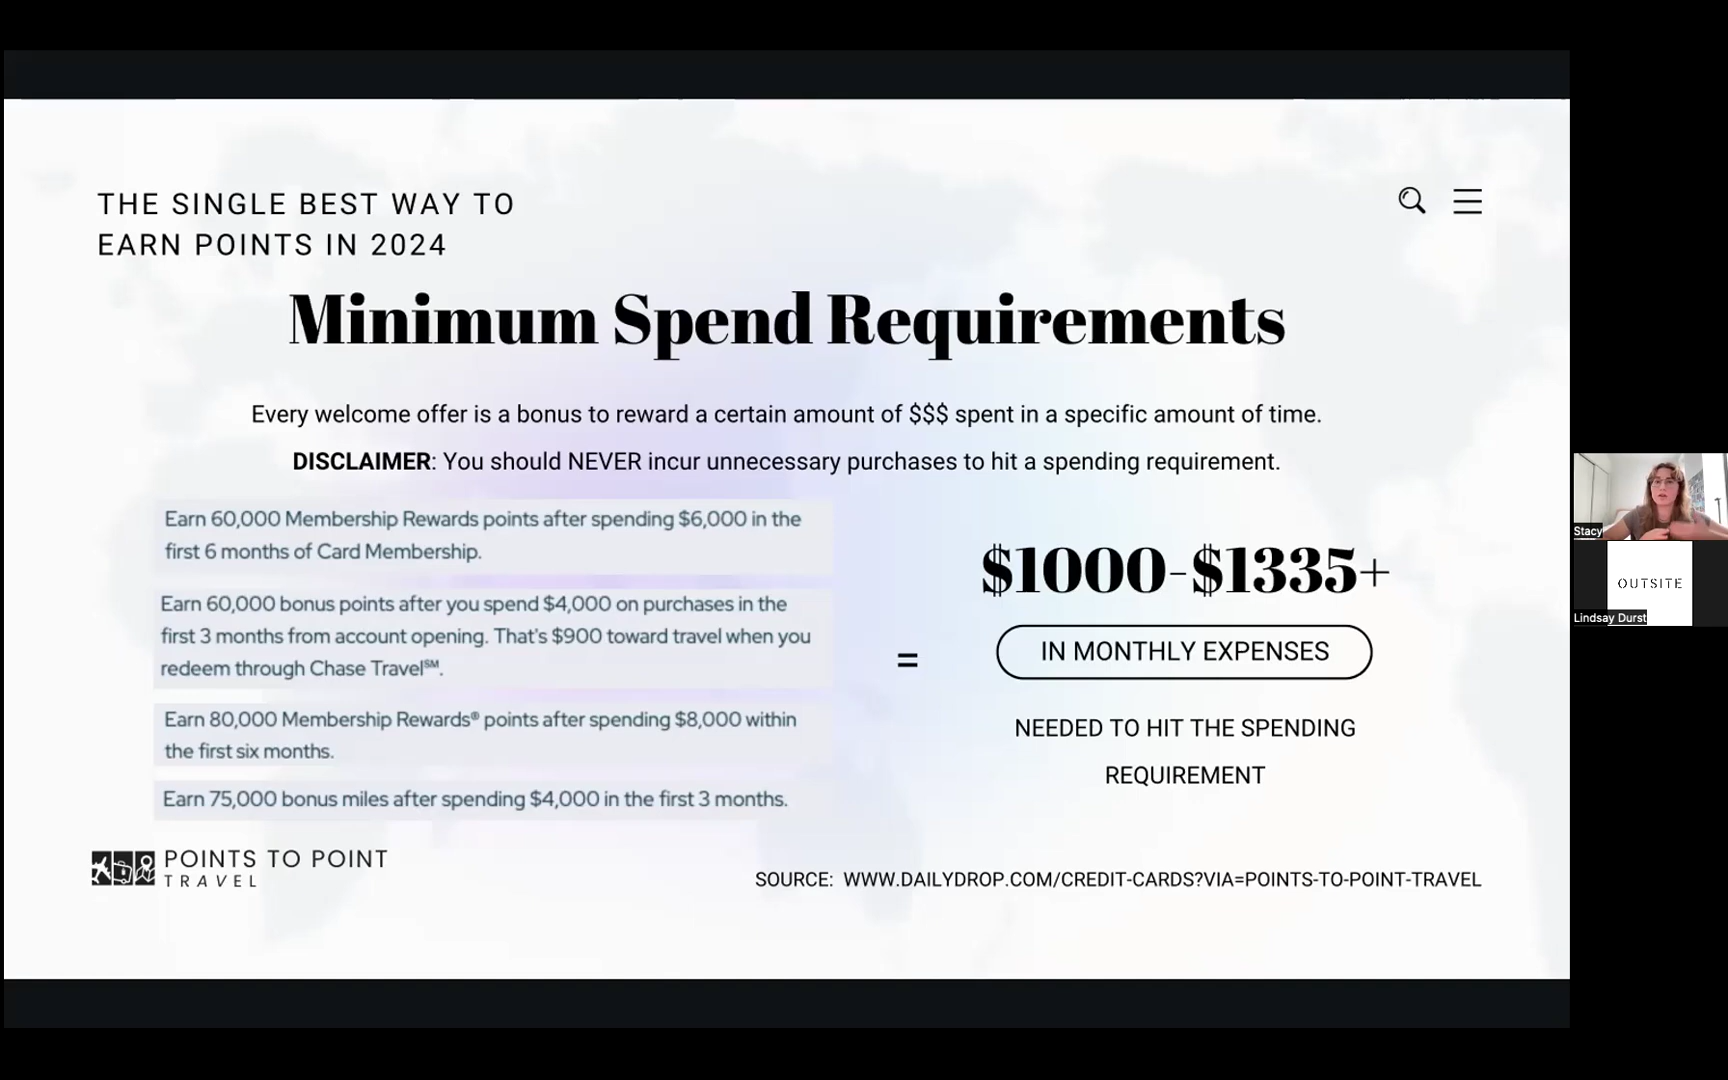 THE SINGLE BEST WAY TO
EARN POINTS IN 2024
Minimum Spend Requirements
Every welcome offer is a bonus to reward a certain amount of $$$ spent in a specific amount of time.
DISCLAIMER: You should NEVER incur unnecessary purchases to hit a spending requirement.
Earn 60,000 Membership Rewards points after spending $6,000 in the
first 6 months of Card Membership.
Earn 60,000 bonus points after you spend $4,000 on purchases in the
first 3 months from account opening. That's $900 toward travel when you
redeem through Chase Travel℠.
Earn 80,000 Membership Rewards® points after spending $8,000 within
the first six months.
Earn 75,000 bonus miles after spending $4,000 in the first 3 months.
=
$1000-$1335+
IN MONTHLY EXPENSES
NEEDED TO HIT THE SPENDING
REQUIREMENT
POINTS TO POINT
TRAVEL
SOURCE: WWW.DAILYDROP.COM/CREDIT-CARDS?VIA=POINTS-TO-POINT-TRAVEL
Stacy
OUTSITE
Lindsay Durst